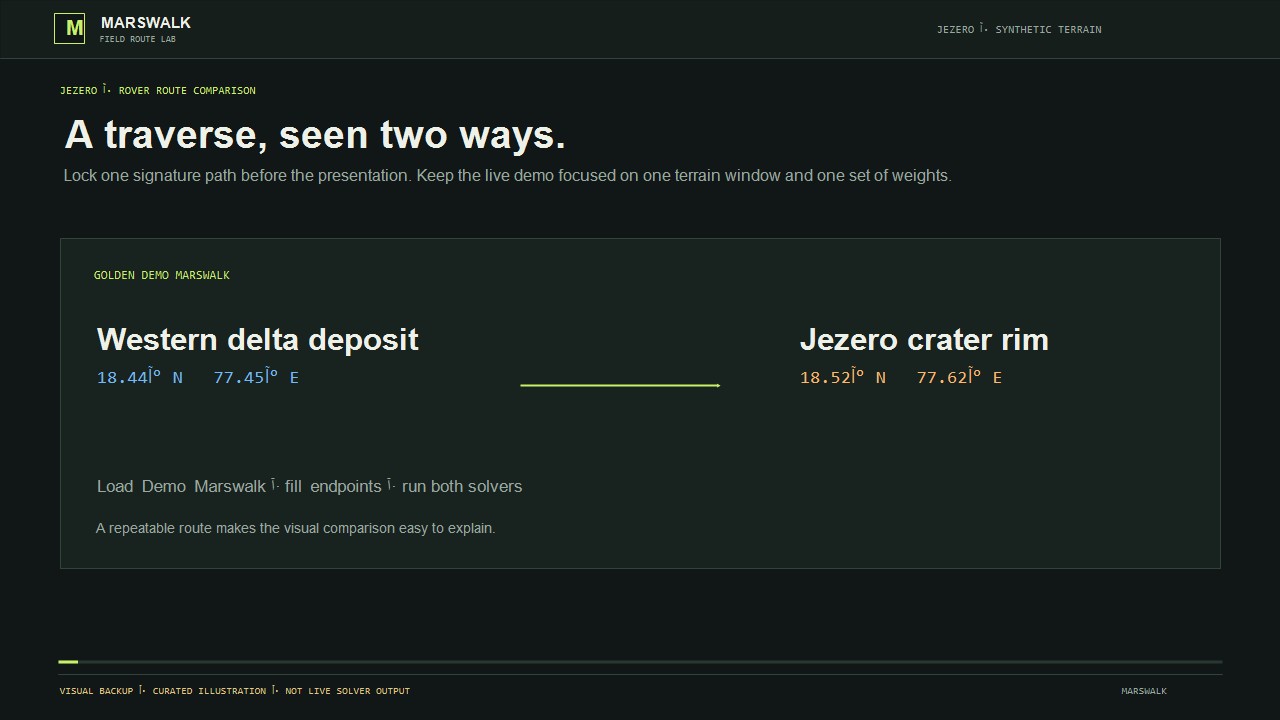 M
MARSWALK
FIELD ROUTE LAB
JEZERO Î· SYNTHETIC TERRAIN
JEZERO Î· ROVER ROUTE COMPARISON
A traverse, seen two ways.
Lock one signature path before the presentation. Keep the live demo focused on one terrain window and one set of weights.
GOLDEN DEMO MARSWALK
Western delta deposit
18.44Î° N 77.45Î° E
Jezero crater rim
18.52Î° N 77.62Î° E
Load Demo Marswalk Î· fill endpoints Î· run both solvers
A repeatable route makes the visual comparison easy to explain.
VISUAL BACKUP Î· CURATED ILLUSTRATION Î· NOT LIVE SOLVER OUTPUT
MARSWALK